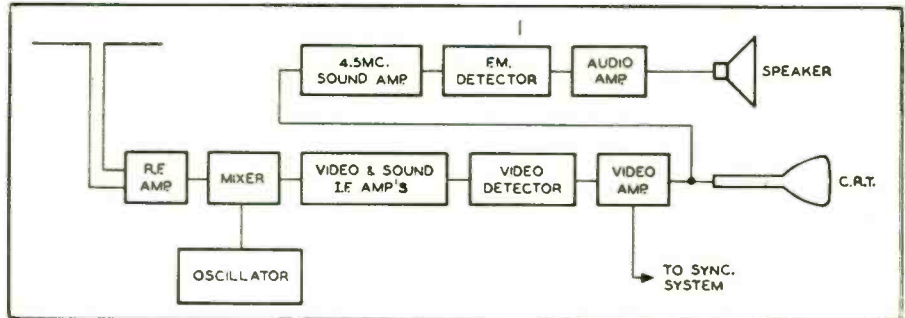 4.5MC.
SOUND AMP.
F.M.
DETECTOR
AUDIO
AMP.
SPEAKER
R.F.
AMP.
MIXER
VIDEO & SOUND
I.F. AMP'S
VIDEO
DETECTOR
VIDEO
AMP.
C.R.T.
OSCILLATOR
TO SYNC.
SYSTEM